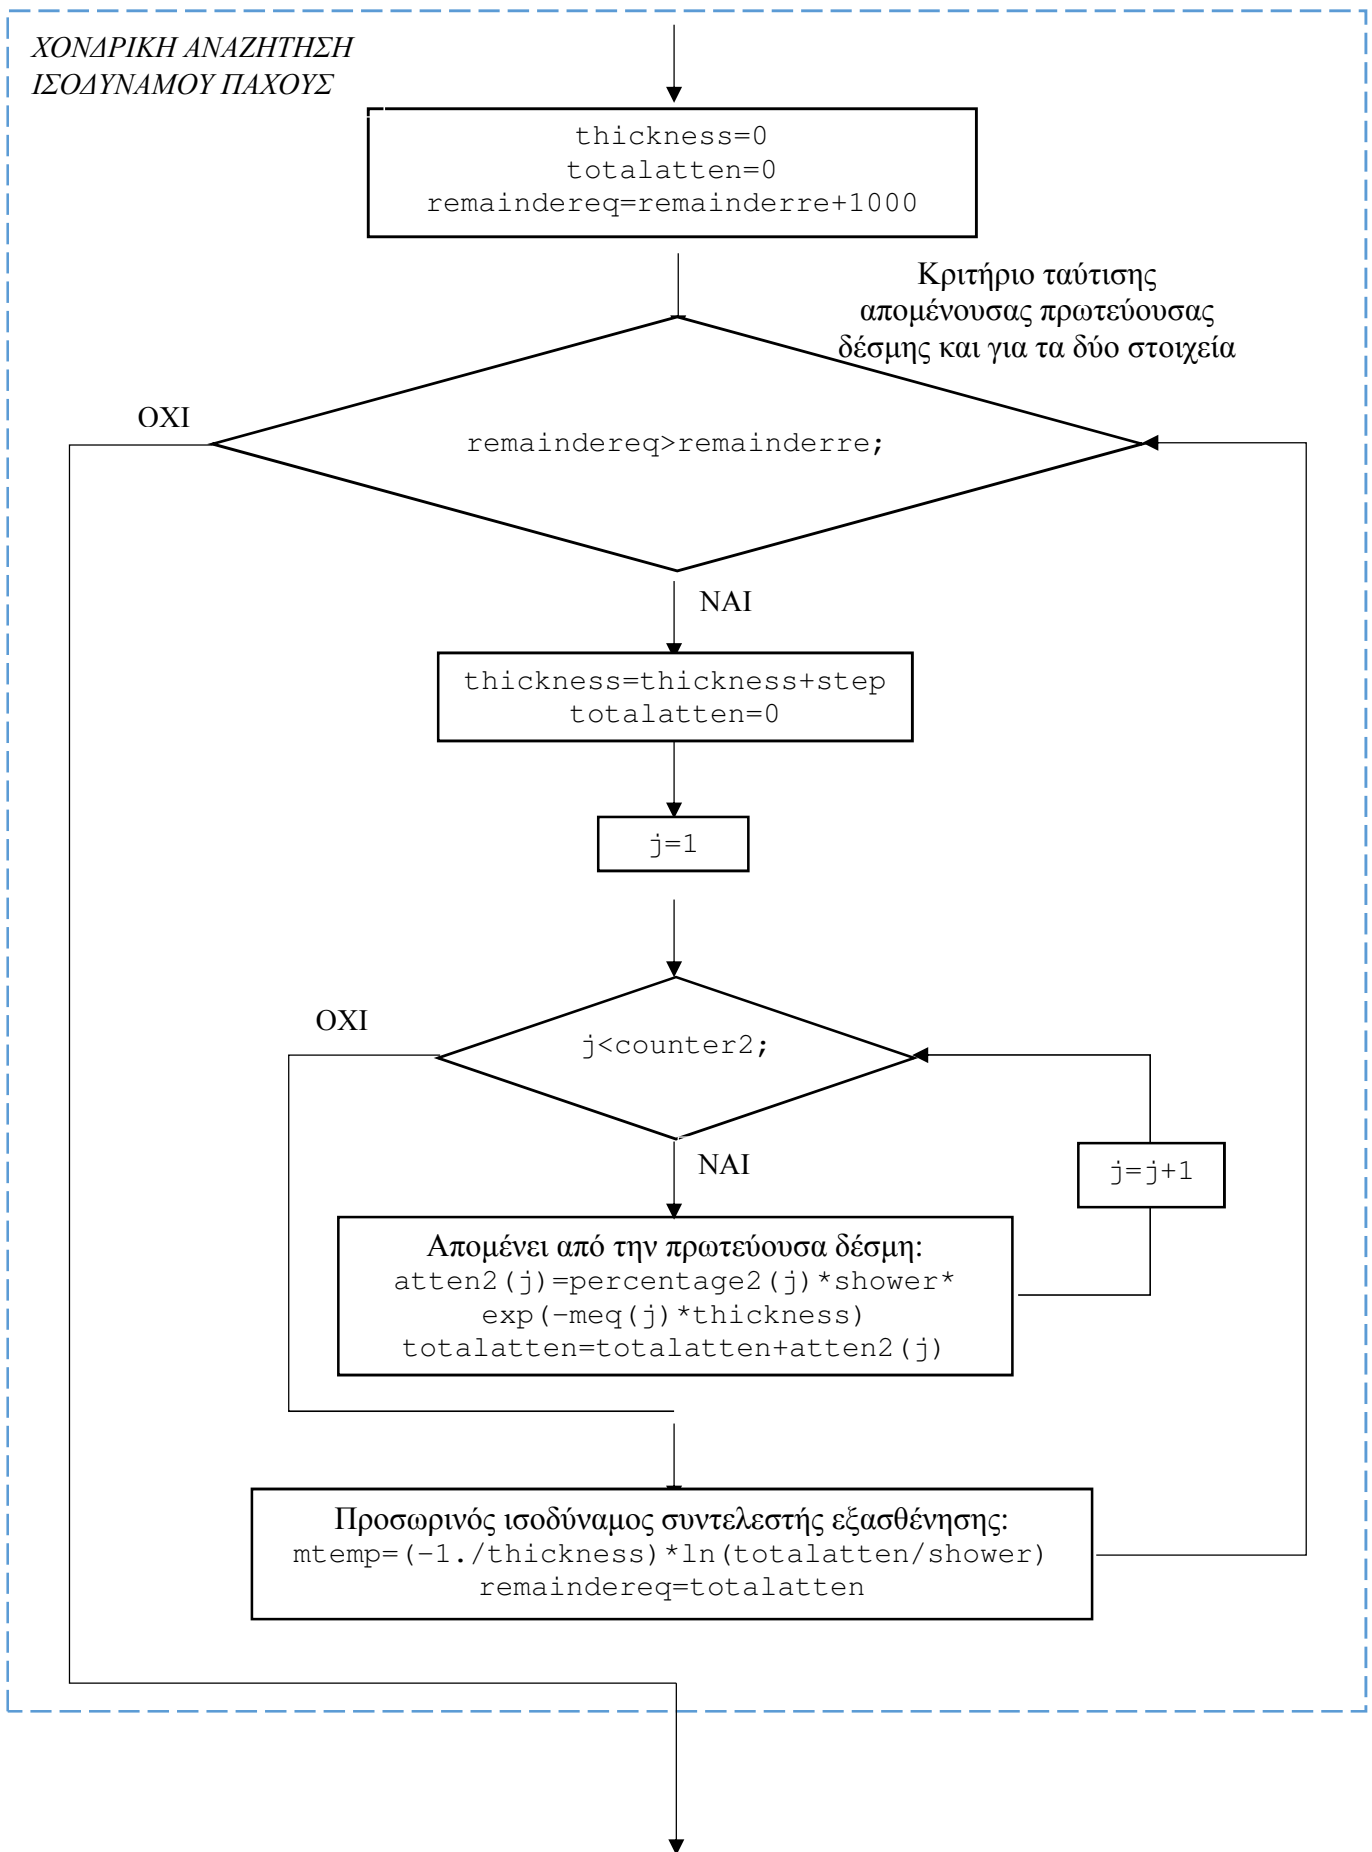 ΧΟΝΔΡΙΚΗ ΑΝΑΖΗΤΗΣΗ
ΙΣΟΔΥΝΑΜΟΥ ΠΑΧΟΥΣ
thickness=0
totalatten=0
remaindereq=remainderre+1000
Κριτήριο ταύτισης
απομένουσας πρωτεύουσας
δέσμης και για τα δύο στοιχεία
ΟΧΙ
remaindereq>remainderre;
ΝΑΙ
thickness=thickness+step
totalatten=0
j=1
ΟΧΙ
j<counter2;
ΝΑΙ
j=j+1
Απομένει από την πρωτεύουσα δέσμη:
atten2(j)=percentage2(j)*shower*
exp(-meq(j)*thickness)
totalatten=totalatten+atten2(j)
Προσωρινός ισοδύναμος συντελεστής εξασθένησης:
mtemp=(-1./thickness)*ln(totalatten/shower)
remaindereq=totalatten